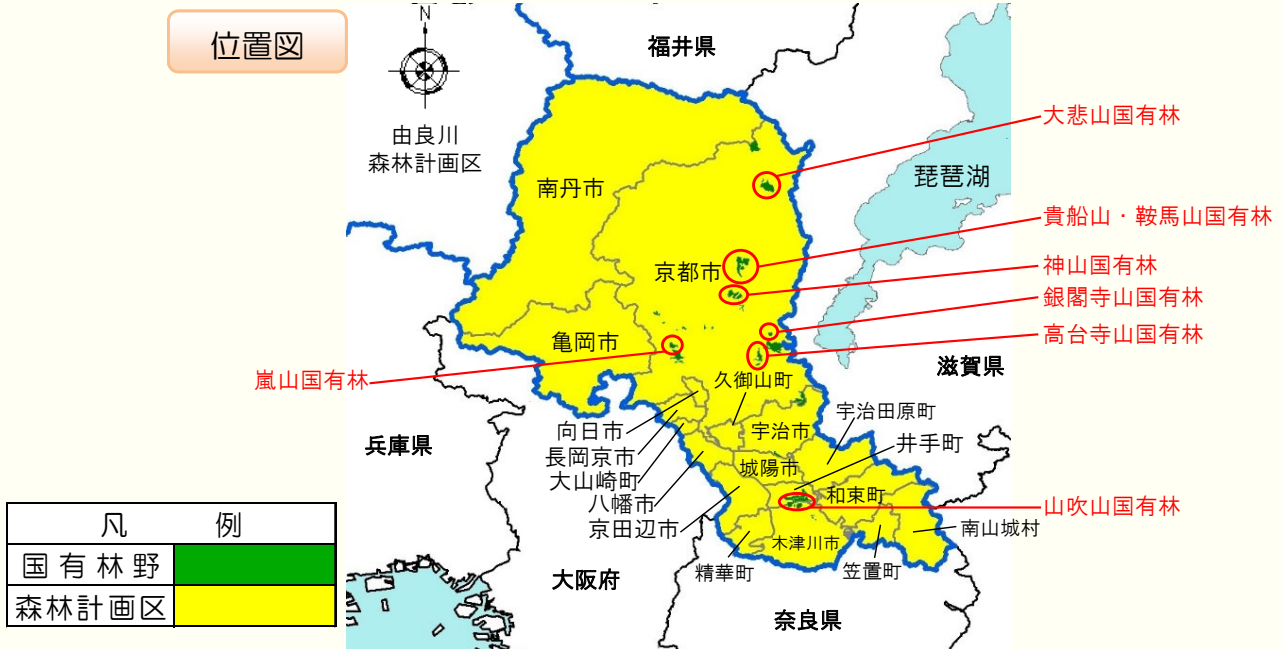 位置図
N
福井県
由良川
森林計画区
南丹市
琵琶湖
京都市
亀岡市
大悲山国有林
貴船山・鞍馬山国有林
神山国有林
銀閣寺山国有林
高台寺山国有林
嵐山国有林
滋賀県
久御山町
兵庫県
向日市
長岡京市
大山崎町
八幡市
京田辺市
宇治市
宇治田原町
井手町
城陽市
和束町
山吹山国有林
南山城村
木津川市
笠置町
精華町
大阪府
奈良県
凡 例
国有林野
森林計画区